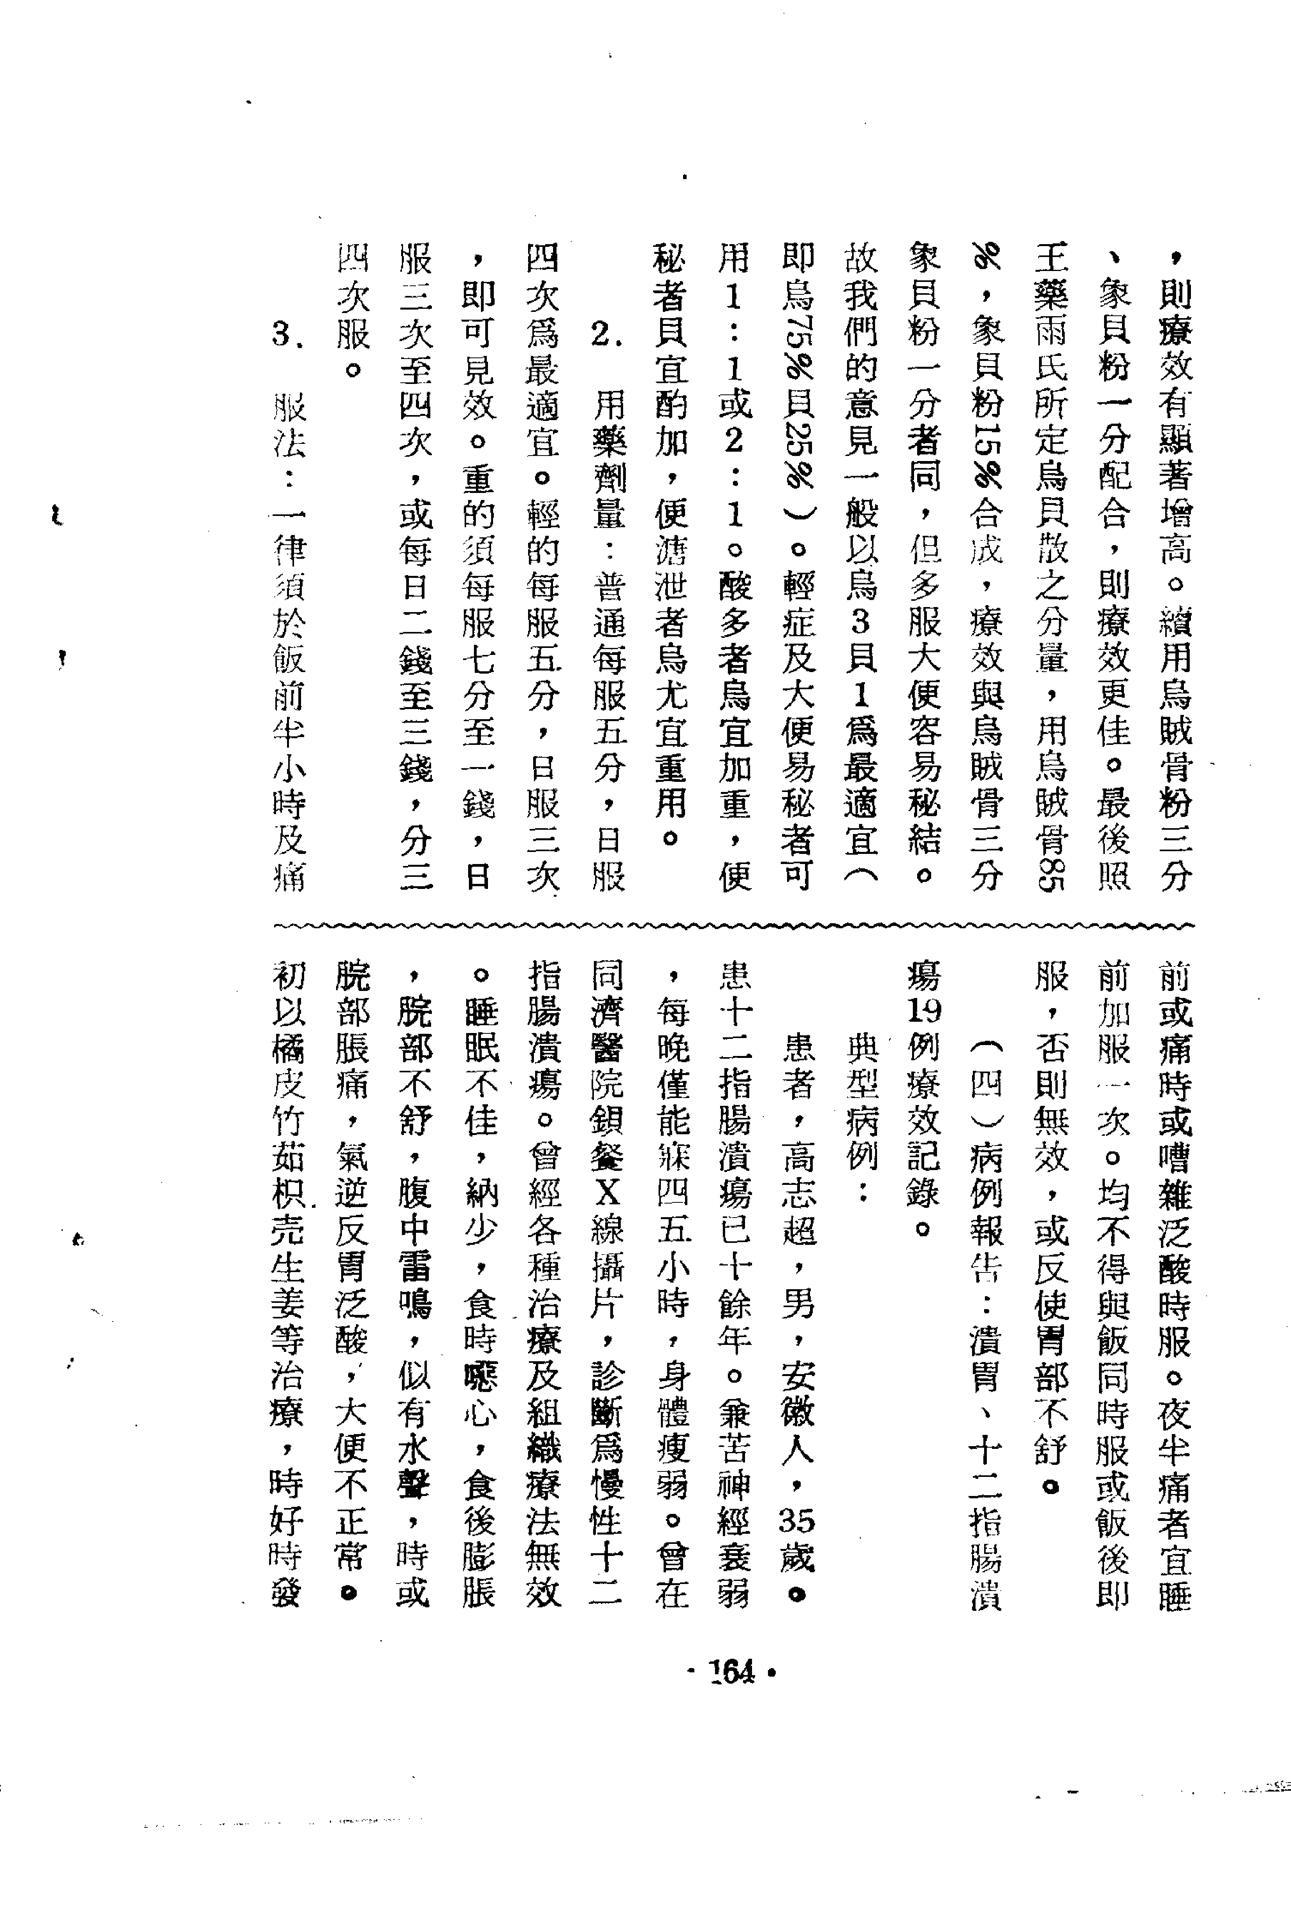 ，則療效有顯著增高。續用烏賊骨粉三分
、象貝粉一分配合，則療效更佳。最後照
王藥雨氏所定烏貝散之分量，用烏賊骨85
%，象貝粉15%合成，療效與烏賊骨三分
象貝粉一分者同，但多服大便容易秘結。
故我們的意見一般以烏3貝1爲最適宜（
即烏75%貝25%）。輕症及大便易秘者可
用1：1或2：1。酸多者烏宜加重，便
秘者貝宜酌加，便溏泄者烏尤宜重用。
2. 用藥劑量：普通每服五分，日服
四次爲最適宜。輕的每服五分，日服三次
，即可見效。重的須每服七分至一錢，日
服三次至四次，或每日二錢至三錢，分三
四次服。
3. 服法：一律須於飯前半小時及痛
前或痛時或嘈雜泛酸時服。夜半痛者宜睡
前加服一次。均不得與飯同時服或飯後即
服，否則無效，或反使胃部不舒。
（四）病例報告：潰胃、十二指腸潰
瘍19例療效記錄。
典型病例：
患者，高志超，男，安徽人，35歲。
患十二指腸潰瘍已十餘年。兼苦神經衰弱
，每晚僅能寐四五小時，身體瘦弱。曾在
同濟醫院鋇餐X線攝片，診斷爲慢性十二
指腸潰瘍。曾經各種治療及組織療法無效
。睡眠不佳，納少，食時噁心，食後膨脹
，脘部不舒，腹中雷鳴，似有水聲，時或
脘部脹痛，氣逆反胃泛酸，大便不正常。
初以橘皮竹茹枳壳生姜等治療，時好時發
·164·